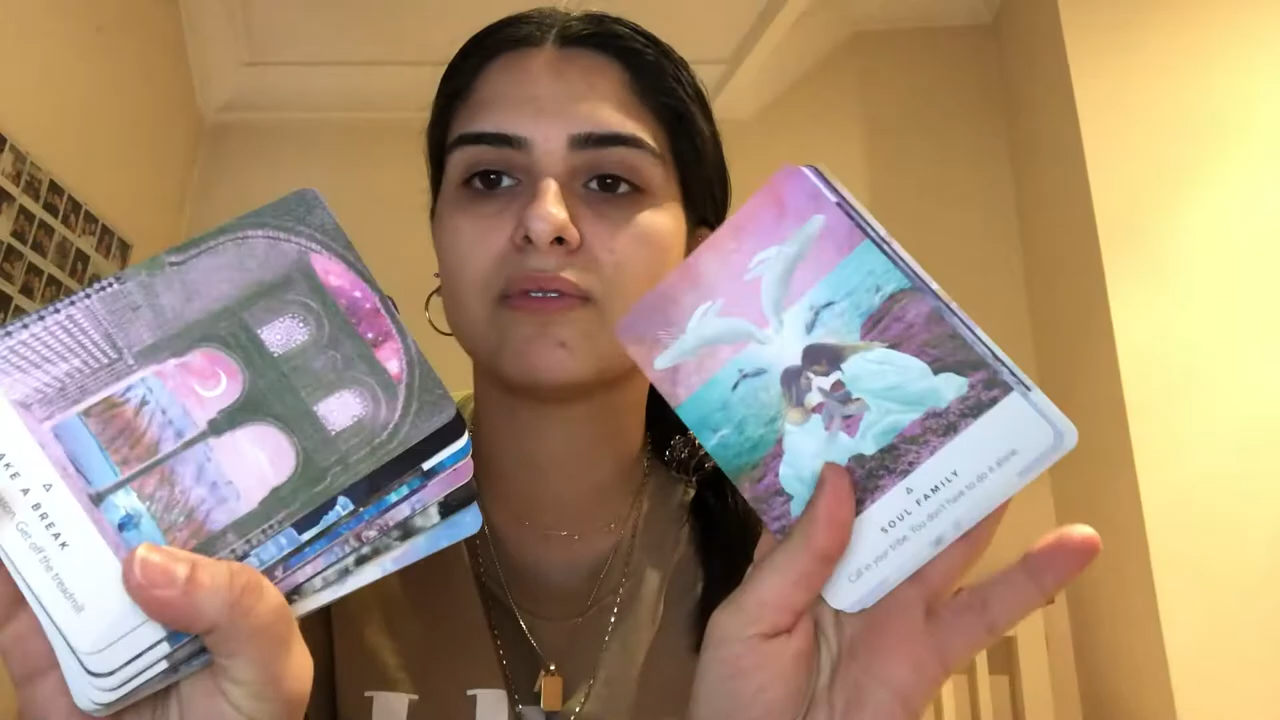 AKE A BREAK
Get off the treadmill.
SOUL FAMILY
Call in your tribe. You don't have to do it alone.